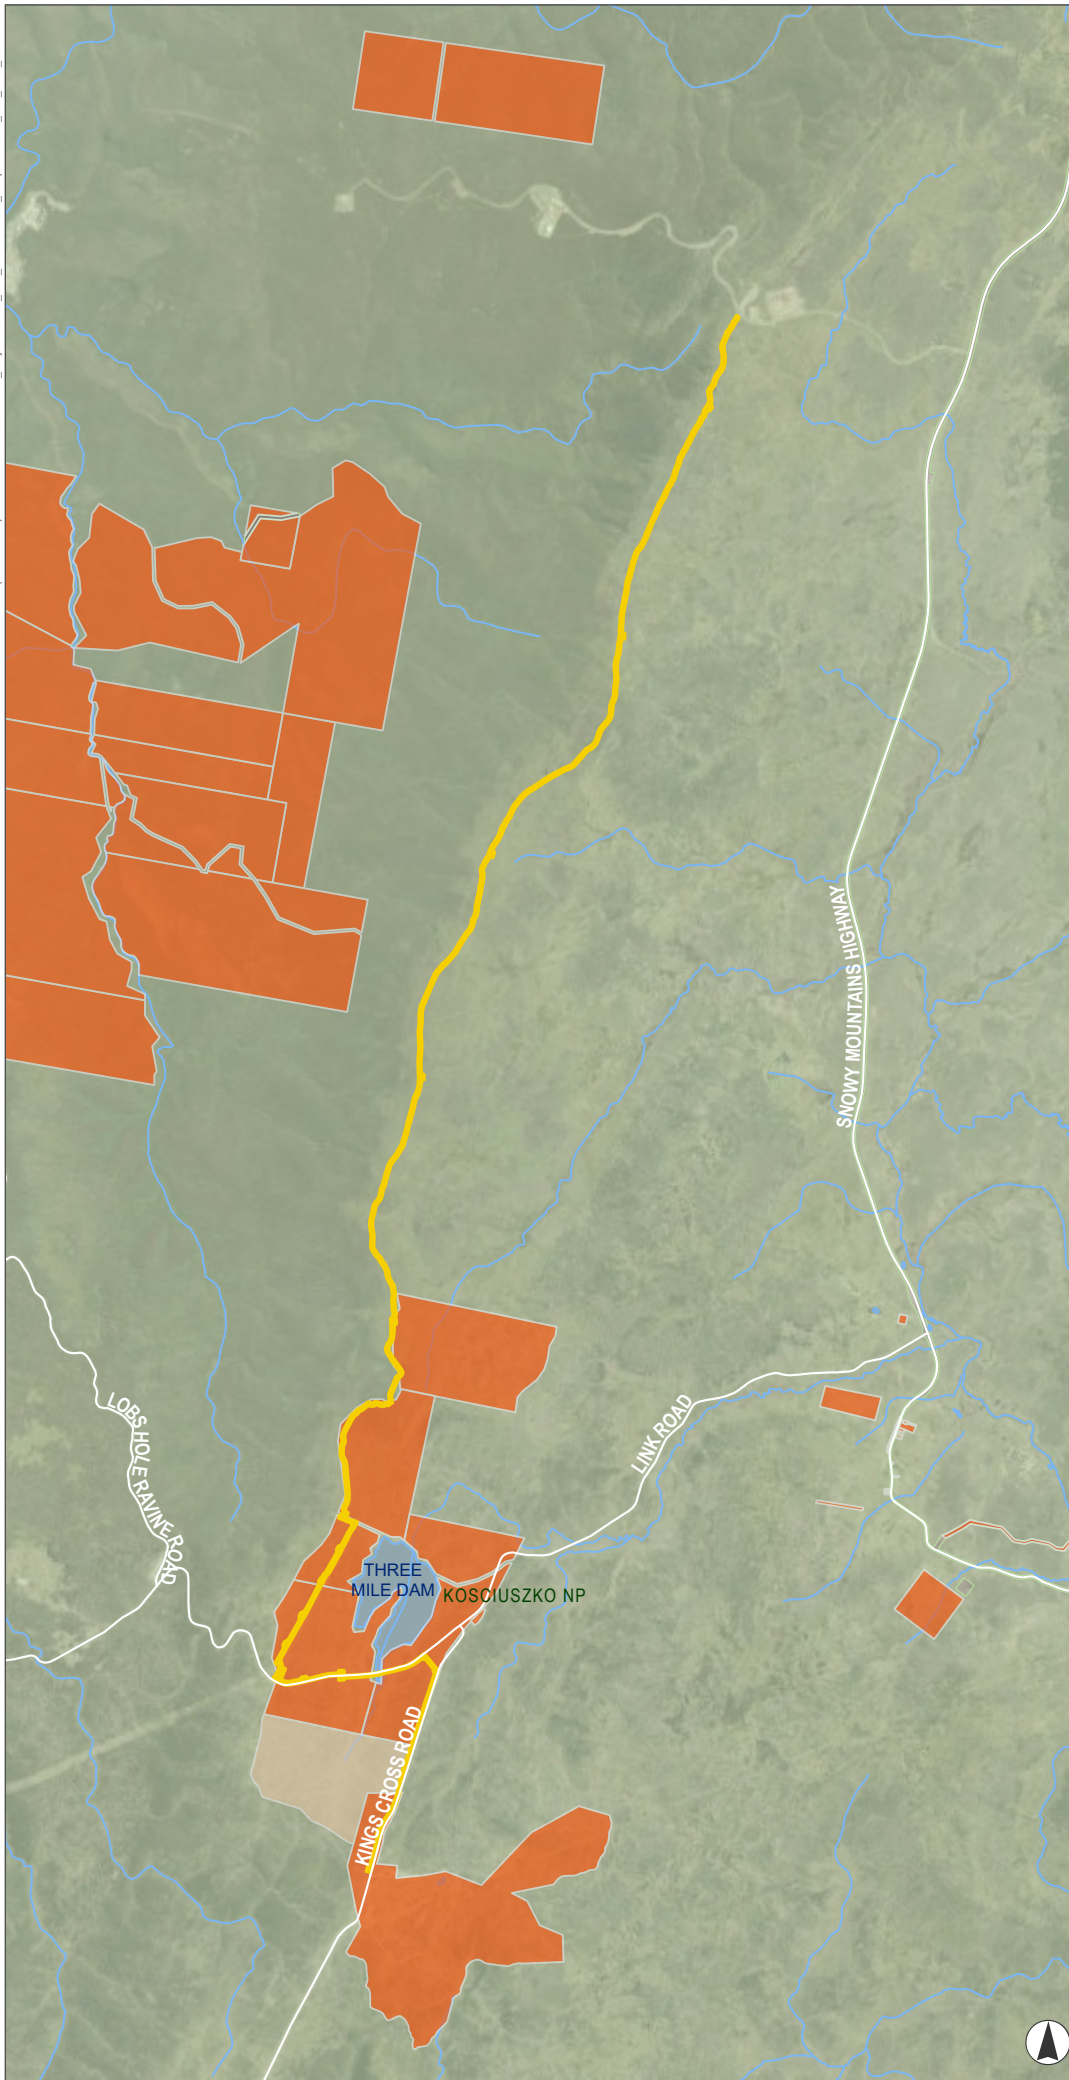 SNOWY MOUNTAINS HIGHWAY
LOBS HOLE RAVINE ROAD
LINK ROAD
THREE
MILE DAM
KOSCIUSZKO NP
KINGS CROSS ROAD